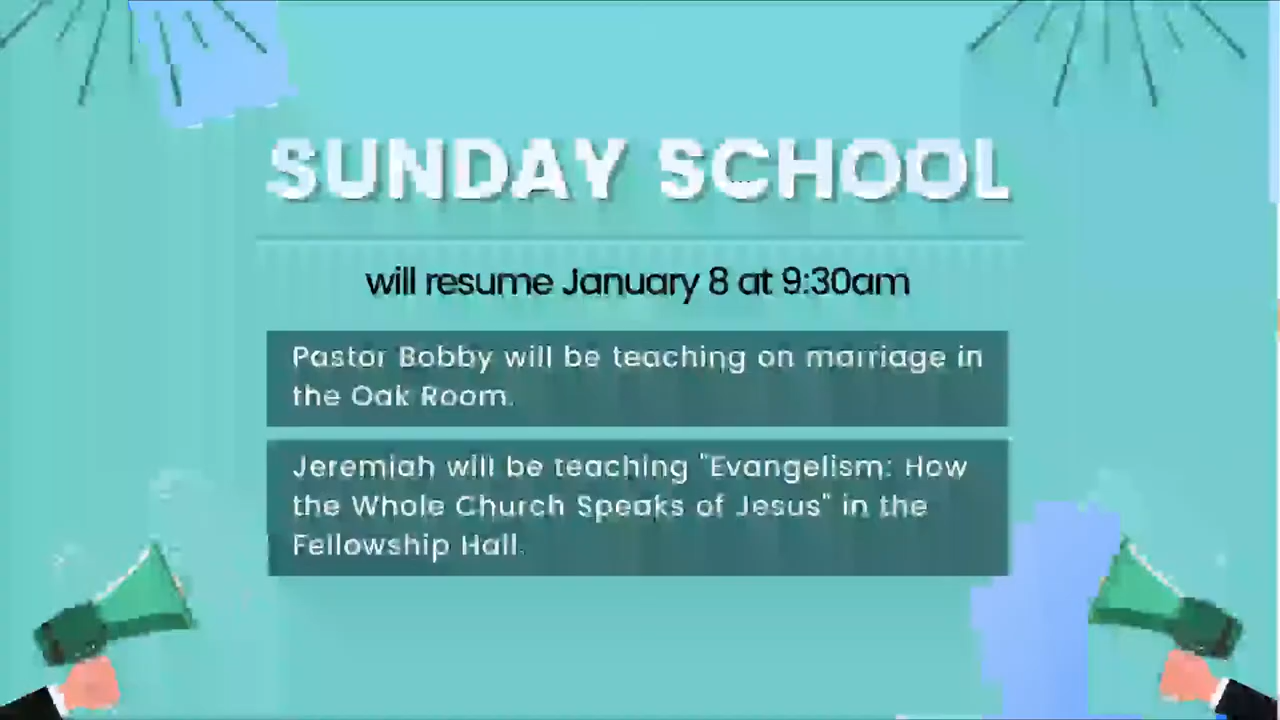 SUNDAY SCHOOL
will resume January 8 at 9:30am
Pastor Bobby will be teaching on marriage in
the Oak Room.
Jeremiah will be teaching "Evangelism: How
the Whole Church Speaks of Jesus" in the
Fellowship Hall.